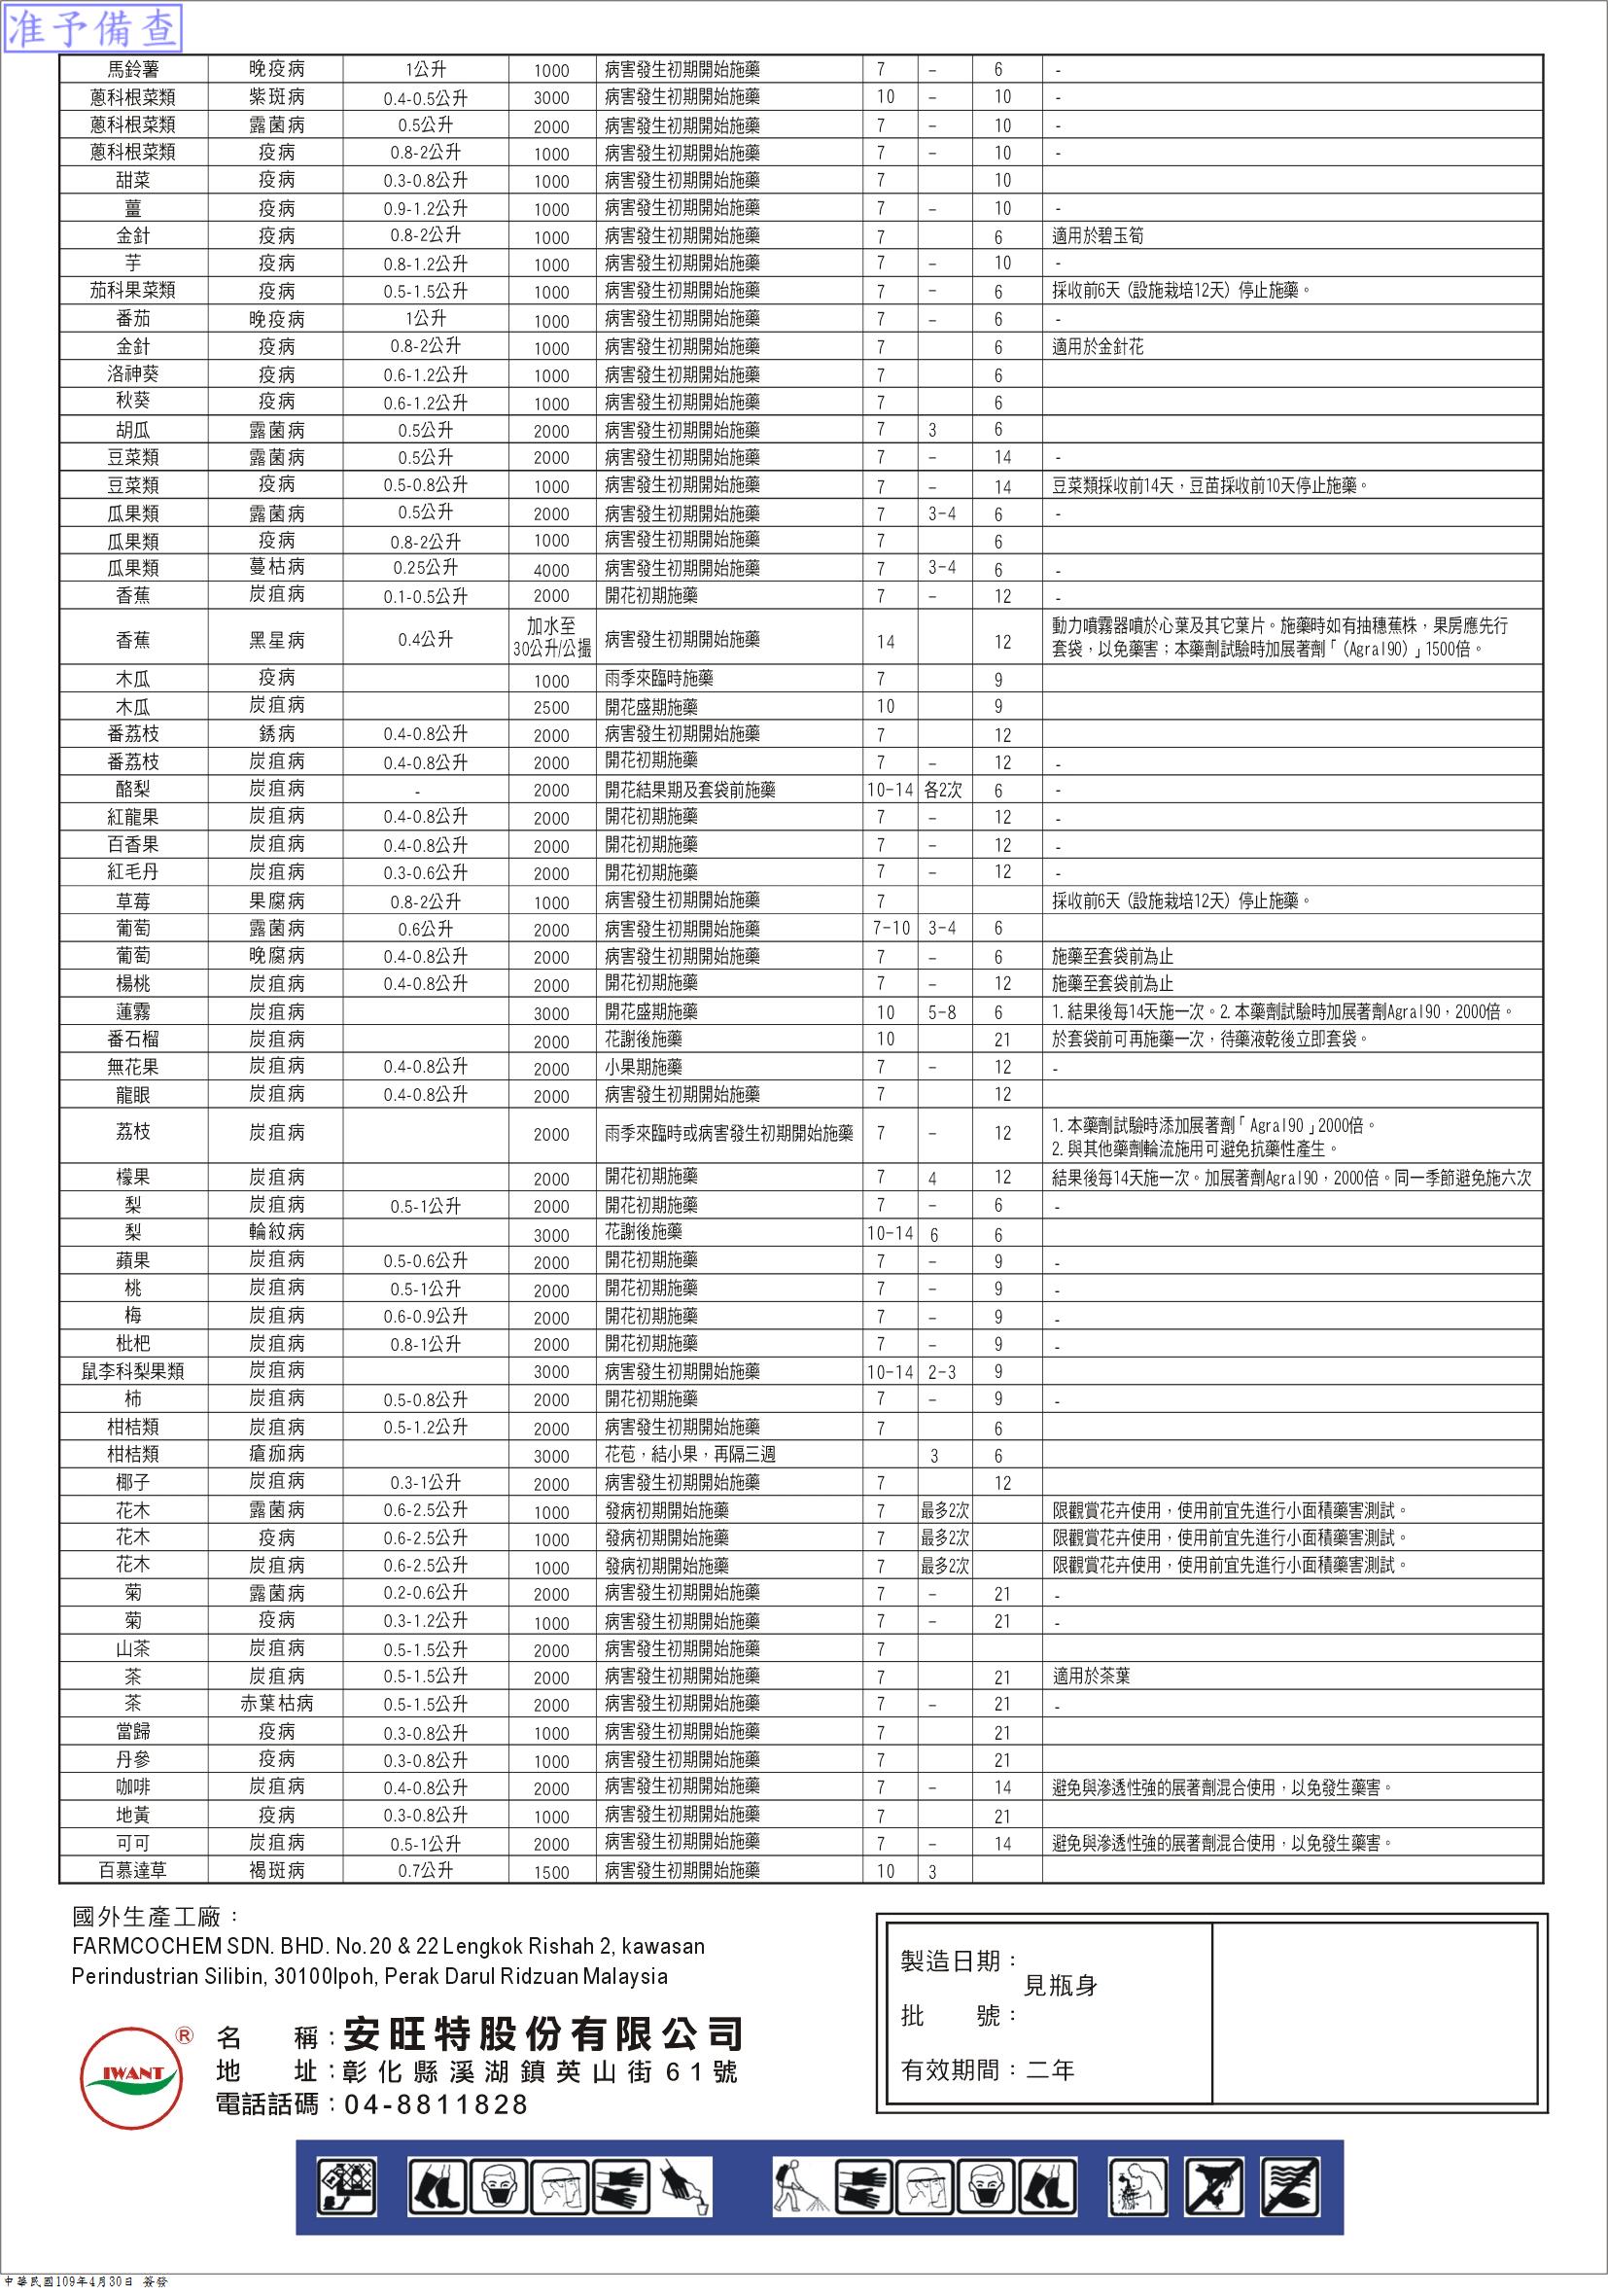 准予備查
馬鈴薯 晚疫病 1公升 1000 病害發生初期開始施藥 7 - 6 -
蔥科根菜類 紫斑病 0.4-0.5公升 3000 病害發生初期開始施藥 10 - 10 -
蔥科根菜類 露菌病 0.5公升 2000 病害發生初期開始施藥 7 - 10 -
蔥科根菜類 疫病 0.8-2公升 1000 病害發生初期開始施藥 7 - 10 -
甜菜 疫病 0.3-0.8公升 1000 病害發生初期開始施藥 7 10
薑 疫病 0.9-1.2公升 1000 病害發生初期開始施藥 7 - 10 -
金針 疫病 0.8-2公升 1000 病害發生初期開始施藥 7 6 適用於碧玉筍
芋 疫病 0.8-1.2公升 1000 病害發生初期開始施藥 7 - 10 -
茄科果菜類 疫病 0.5-1.5公升 1000 病害發生初期開始施藥 7 - 6 採收前6天（設施栽培12天）停止施藥。
番茄 晚疫病 1公升 1000 病害發生初期開始施藥 7 - 6 -
金針 疫病 0.8-2公升 1000 病害發生初期開始施藥 7 6 適用於金針花
洛神葵 疫病 0.6-1.2公升 1000 病害發生初期開始施藥 7 6
秋葵 疫病 0.6-1.2公升 1000 病害發生初期開始施藥 7 6
胡瓜 露菌病 0.5公升 2000 病害發生初期開始施藥 7 3 6
豆菜類 露菌病 0.5公升 2000 病害發生初期開始施藥 7 - 14 -
豆菜類 疫病 0.5-0.8公升 1000 病害發生初期開始施藥 7 - 14 豆菜類採收前14天，豆苗採收前10天停止施藥。
瓜果類 露菌病 0.5公升 2000 病害發生初期開始施藥 7 3-4 6 -
瓜果類 疫病 0.8-2公升 1000 病害發生初期開始施藥 7 6
瓜果類 蔓枯病 0.25公升 4000 病害發生初期開始施藥 7 3-4 6 -
香蕉 炭疽病 0.1-0.5公升 2000 開花初期施藥 7 - 12 -
香蕉 黑星病 0.4公升 加水至 30公升/公撮 病害發生初期開始施藥 14 12 動力噴霧器噴於心葉及其它葉片。施藥時如有抽穗蕉株，果房應先行
套袋，以免藥害；本藥劑試驗時加展著劑「（Agral90）」1500倍。
木瓜 疫病 1000 雨季來臨時施藥 7 9
木瓜 炭疽病 2500 開花盛期施藥 10 9
番荔枝 銹病 0.4-0.8公升 2000 病害發生初期開始施藥 7 12
番荔枝 炭疽病 0.4-0.8公升 2000 開花初期施藥 7 - 12 -
酪梨 炭疽病 - 2000 開花結果期及套袋前施藥 10-14 各2次 6 -
紅龍果 炭疽病 0.4-0.8公升 2000 開花初期施藥 7 - 12 -
百香果 炭疽病 0.4-0.8公升 2000 開花初期施藥 7 - 12 -
紅毛丹 炭疽病 0.3-0.6公升 2000 開花初期施藥 7 - 12 -
草莓 果腐病 0.8-2公升 1000 病害發生初期開始施藥 7 採收前6天（設施栽培12天）停止施藥。
葡萄 露菌病 0.6公升 2000 病害發生初期開始施藥 7-10 3-4 6
葡萄 晚腐病 0.4-0.8公升 2000 病害發生初期開始施藥 7 - 6 施藥至套袋前為止
楊桃 炭疽病 0.4-0.8公升 2000 開花初期施藥 7 - 12 施藥至套袋前為止
蓮霧 炭疽病 3000 開花盛期施藥 10 5-8 6 1.結果後每14天施一次。2.本藥劑試驗時加展著劑Agral90，2000倍。
番石榴 炭疽病 2000 花謝後施藥 10 21 於套袋前可再施藥一次，待藥液乾後立即套袋。
無花果 炭疽病 0.4-0.8公升 2000 小果期施藥 7 - 12 -
龍眼 炭疽病 0.4-0.8公升 2000 病害發生初期開始施藥 7 12
荔枝 炭疽病 2000 雨季來臨時或病害發生初期開始施藥 7 - 12 1.本藥劑試驗時添加展著劑「Agral90」2000倍。
2.與其他藥劑輪流施用可避免抗藥性產生。
檬果 炭疽病 2000 開花初期施藥 7 4 12 結果後每14天施一次。加展著劑Agral90，2000倍。同一季節避免施六次
梨 炭疽病 0.5-1公升 2000 開花初期施藥 7 - 6 -
梨 輪紋病 3000 花謝後施藥 10-14 6 6
蘋果 炭疽病 0.5-0.6公升 2000 開花初期施藥 7 - 9 -
桃 炭疽病 0.5-1公升 2000 開花初期施藥 7 - 9 -
梅 炭疽病 0.6-0.9公升 2000 開花初期施藥 7 - 9 -
枇杷 炭疽病 0.8-1公升 2000 開花初期施藥 7 - 9 -
鼠李科梨果類 炭疽病 3000 病害發生初期開始施藥 10-14 2-3 9
柿 炭疽病 0.5-0.8公升 2000 開花初期施藥 7 - 9 -
柑桔類 炭疽病 0.5-1.2公升 2000 病害發生初期開始施藥 7 6
柑桔類 瘡痂病 3000 花苞，結小果，再隔三週 3 6
椰子 炭疽病 0.3-1公升 2000 病害發生初期開始施藥 7 12
花木 露菌病 0.6-2.5公升 1000 發病初期開始施藥 7 最多2次 限觀賞花卉使用，使用前宜先進行小面積藥害測試。
花木 疫病 0.6-2.5公升 1000 發病初期開始施藥 7 最多2次 限觀賞花卉使用，使用前宜先進行小面積藥害測試。
花木 炭疽病 0.6-2.5公升 1000 發病初期開始施藥 7 最多2次 限觀賞花卉使用，使用前宜先進行小面積藥害測試。
菊 露菌病 0.2-0.6公升 2000 病害發生初期開始施藥 7 - 21 -
菊 疫病 0.3-1.2公升 1000 病害發生初期開始施藥 7 - 21 -
山茶 炭疽病 0.5-1.5公升 2000 病害發生初期開始施藥 7
茶 炭疽病 0.5-1.5公升 2000 病害發生初期開始施藥 7 21 適用於茶葉
茶 赤葉枯病 0.5-1.5公升 2000 病害發生初期開始施藥 7 - 21 -
當歸 疫病 0.3-0.8公升 1000 病害發生初期開始施藥 7 21
丹參 疫病 0.3-0.8公升 1000 病害發生初期開始施藥 7 21
咖啡 炭疽病 0.4-0.8公升 2000 病害發生初期開始施藥 7 - 14 避免與滲透性強的展著劑混合使用，以免發生藥害。
地黃 疫病 0.3-0.8公升 1000 病害發生初期開始施藥 7 21
可可 炭疽病 0.5-1公升 2000 病害發生初期開始施藥 7 - 14 避免與滲透性強的展著劑混合使用，以免發生藥害。
百慕達草 褐斑病 0.7公升 1500 病害發生初期開始施藥 10 3
國外生產工廠：
FARMCOCHEM SDN. BHD. No.20 & 22 Lengkok Rishah 2, kawasan
Perindustrian Silibin, 30100Ipoh, Perak Darul Ridzuan Malaysia
IWANT ®
名 稱：安旺特股份有限公司
地 址：彰化縣溪湖鎮英山街61號
電話話碼：04-8811828
製造日期：
見瓶身
批 號：
有效期間：二年
中華民國109年4月30日 簽發